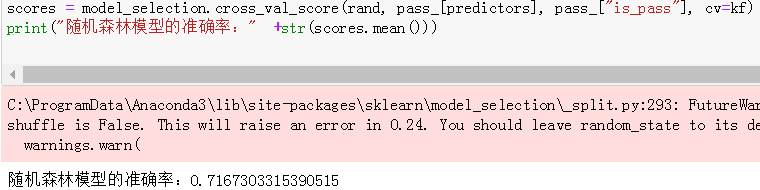 scores = model_selection.cross_val_score(rand, pass_[predictors], pass_["is_pass"], cv=kf)
print("随机森林模型的准确率：" +str(scores.mean()))
C:\ProgramData\Anaconda3\lib\site-packages\sklearn\model_selection\_split.py:293:
shuffle is False. This will raise an error in 0.24. You should leave random_state to its
warnings.warn(
随机森林模型的准确率：0.7167303315390515